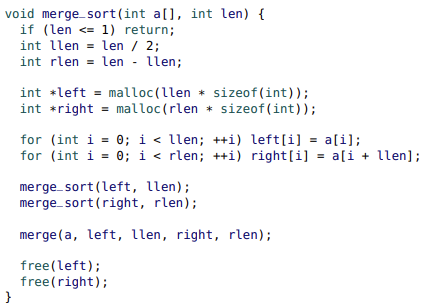 void merge_sort(int a[], int len) {
  if (len <= 1) return;
  int llen = len / 2;
  int rlen = len - llen;

  int *left = malloc(llen * sizeof(int));
  int *right = malloc(rlen * sizeof(int));

  for (int i = 0; i < llen; ++i) left[i] = a[i];
  for (int i = 0; i < rlen; ++i) right[i] = a[i + llen];

  merge_sort(left, llen);
  merge_sort(right, rlen);

  merge(a, left, llen, right, rlen);

  free(left);
  free(right);
}